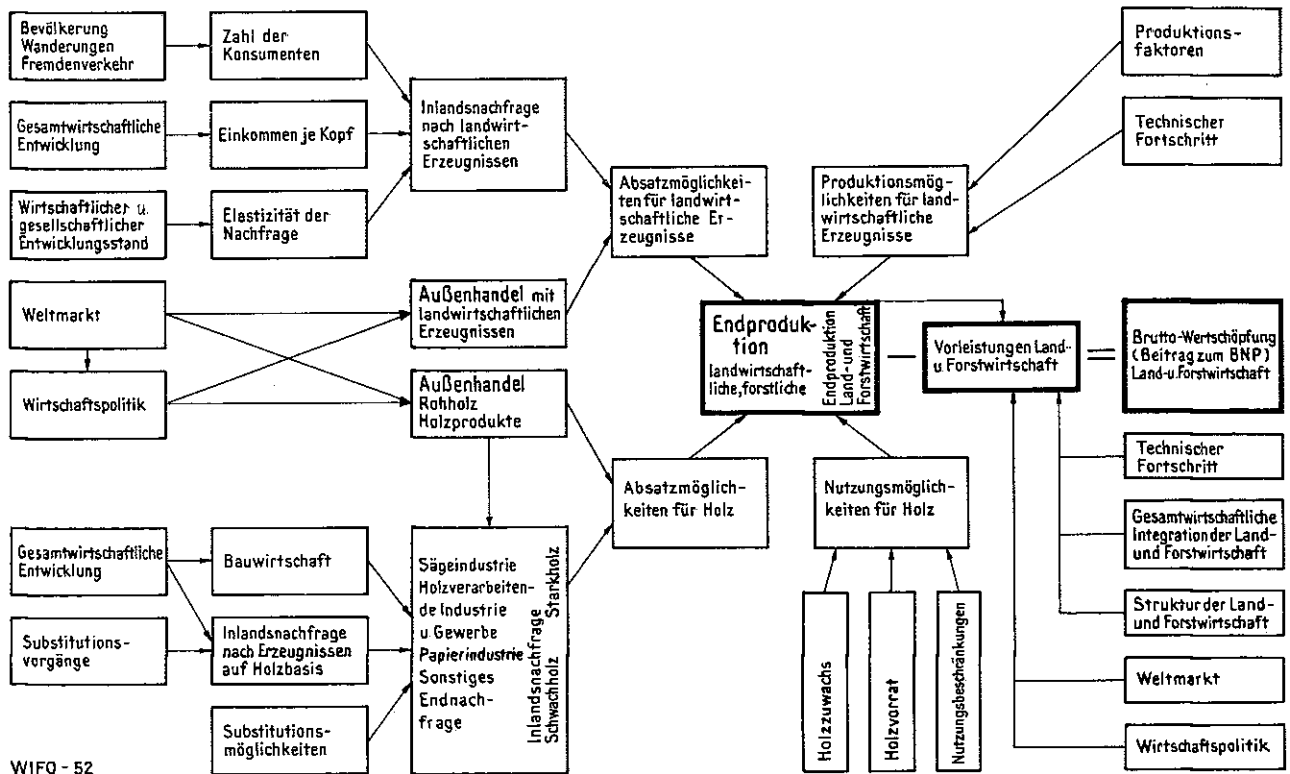 Bevölkerung
Wanderungen
Fremdenverkehr
Zahl der
Konsumenten
Gesamtwirtschaftliche
Entwicklung
Einkommen je Kopf
Wirtschaftlicher u.
gesellschaftlicher
Entwicklungsstand
Elastizität der
Nachfrage
Inlandsnachfrage
nach landwirt-
schaftlichen
Erzeugnissen
Weltmarkt
Wirtschaftspolitik
Außenhandel mit
landwirtschaftlichen
Erzeugnissen
Außenhandel
Rohholz
Holzprodukte
Gesamtwirtschaftliche
Entwicklung
Substitutions-
vorgänge
Bauwirtschaft
Inlandsnachfrage
nach Erzeugnissen
auf Holzbasis
Substitutions-
möglichkeiten
Sägeindustrie
Holzverarbeiten-
de Industrie
u. Gewerbe
Papierindustrie
Sonstiges
Endnach-
frage
Inlandsnachfrage
Schwachholz Starkholz
Absatzmöglichkei-
ten für landwirt-
schaftliche Er-
zeugnisse
Produktionsmög-
lichkeiten für land-
wirtschaftliche
Erzeugnisse
Produktions-
faktoren
Technischer
Fortschritt
Endproduk-
tion
landwirtschaft-
liche, forstliche
Endproduktion
Land- und
Forstwirtschaft
Vorleistungen Land-
u. Forstwirtschaft
Brutto-Wertschöpfung
(Beitrag zum BNP)
Land-u. Forstwirtschaft
Absatzmöglich-
keiten für Holz
Nutzungsmöglich-
keiten für Holz
Holzzuwachs
Holzvorrat
Nutzungsbeschränkungen
Technischer
Fortschritt
Gesamtwirtschaftliche
Integration der Land-
und Forstwirtschaft
Struktur der Land-
und Forstwirtschaft
Weltmarkt
Wirtschaftspolitik
WIFO - 52